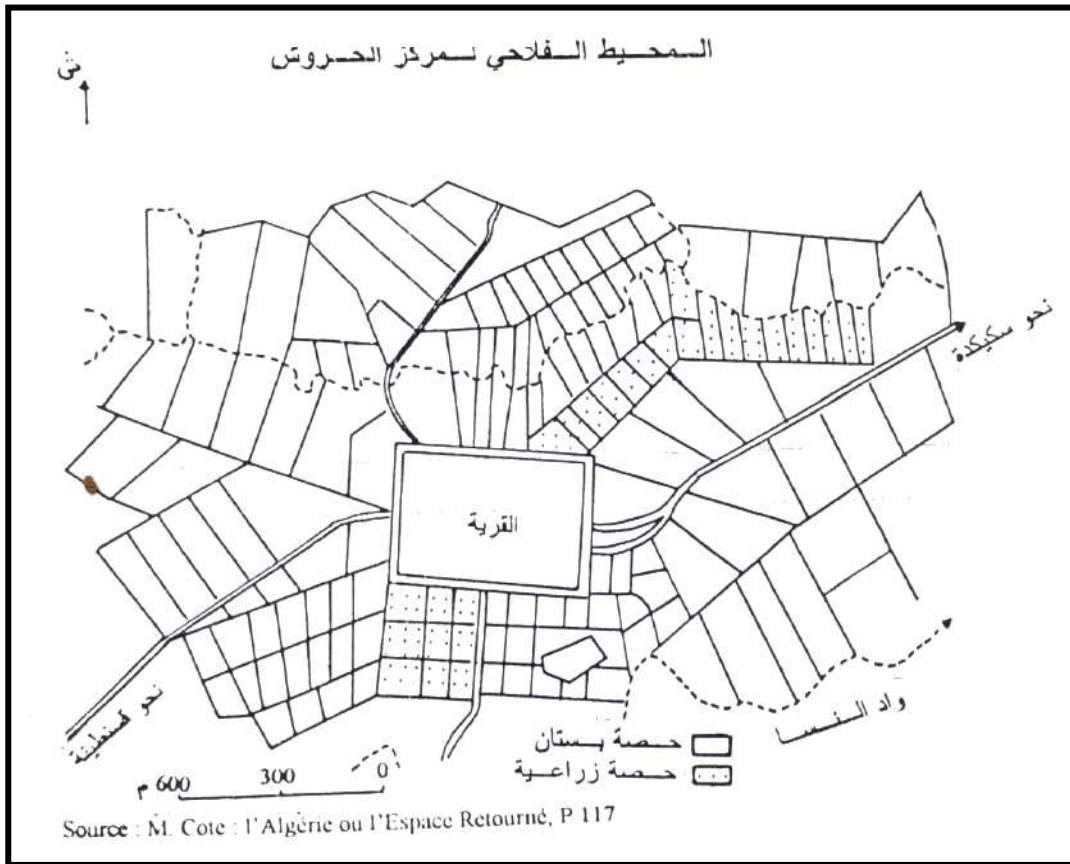 المحيط الفلاحي لمركز الحروش
ش
نحو سكيكدة
القرية
نحو قسنطينة
واد النسا
حصة بستان
حصة زراعية
0 300 600 م
Source : M. Cote : l'Algérie ou l'Espace Retourné, P 117